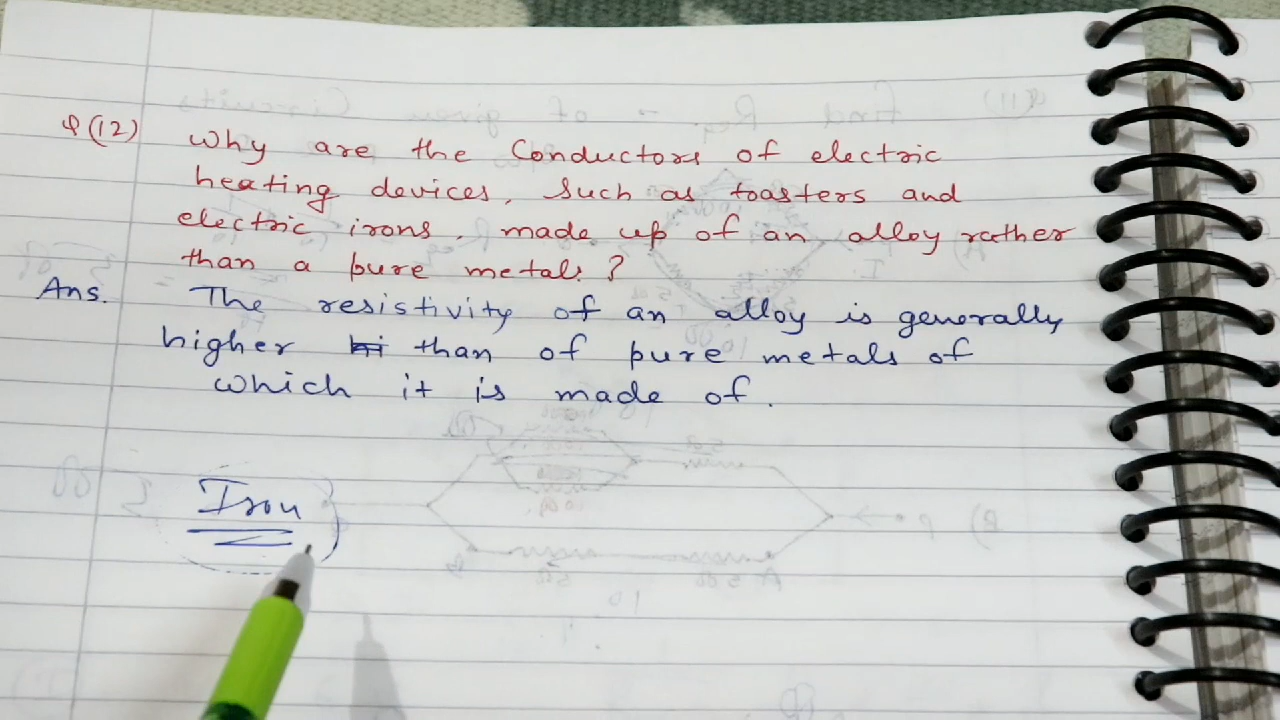 Q(12) Why are the Conductors of electric
heating devices, such as toasters and
electric irons, made up of an alloy rather
than a pure metal?
Ans. The resistivity of an alloy is generally
higher than of pure metals of
which it is made of.
Iron